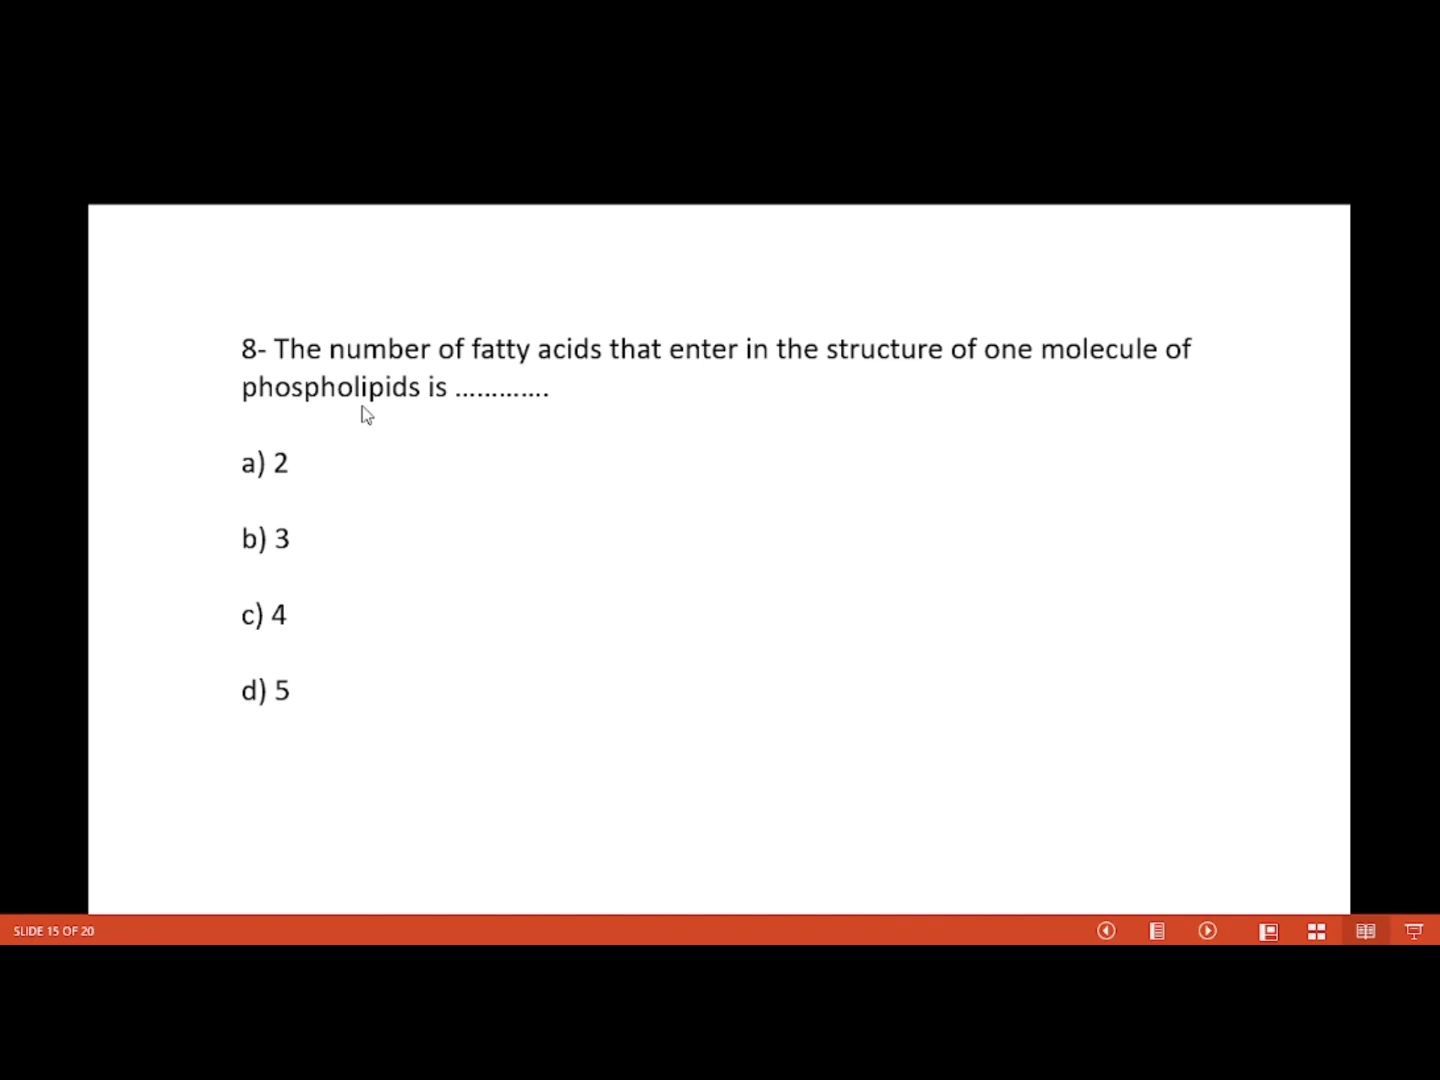 8- The number of fatty acids that enter in the structure of one molecule of
phospholipids is .............
a) 2
b) 3
c) 4
d) 5
SLIDE 15 OF 20